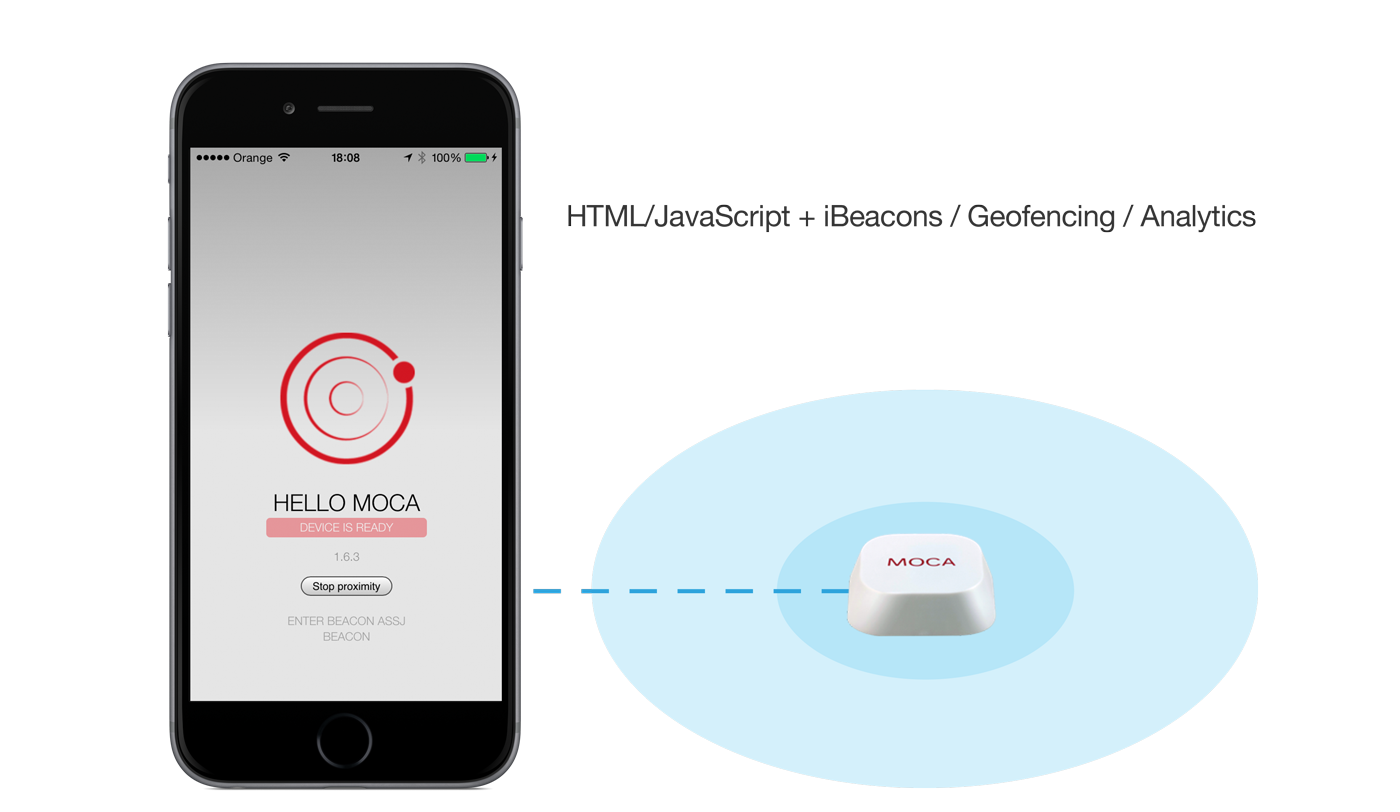 Orange 18:08 100%
HTML/JavaScript + iBeacons / Geofencing / Analytics
HELLO MOCA
DEVICE IS READY
1.6.3
Stop proximity
ENTER BEACON ASSJ
BEACON
MOCA